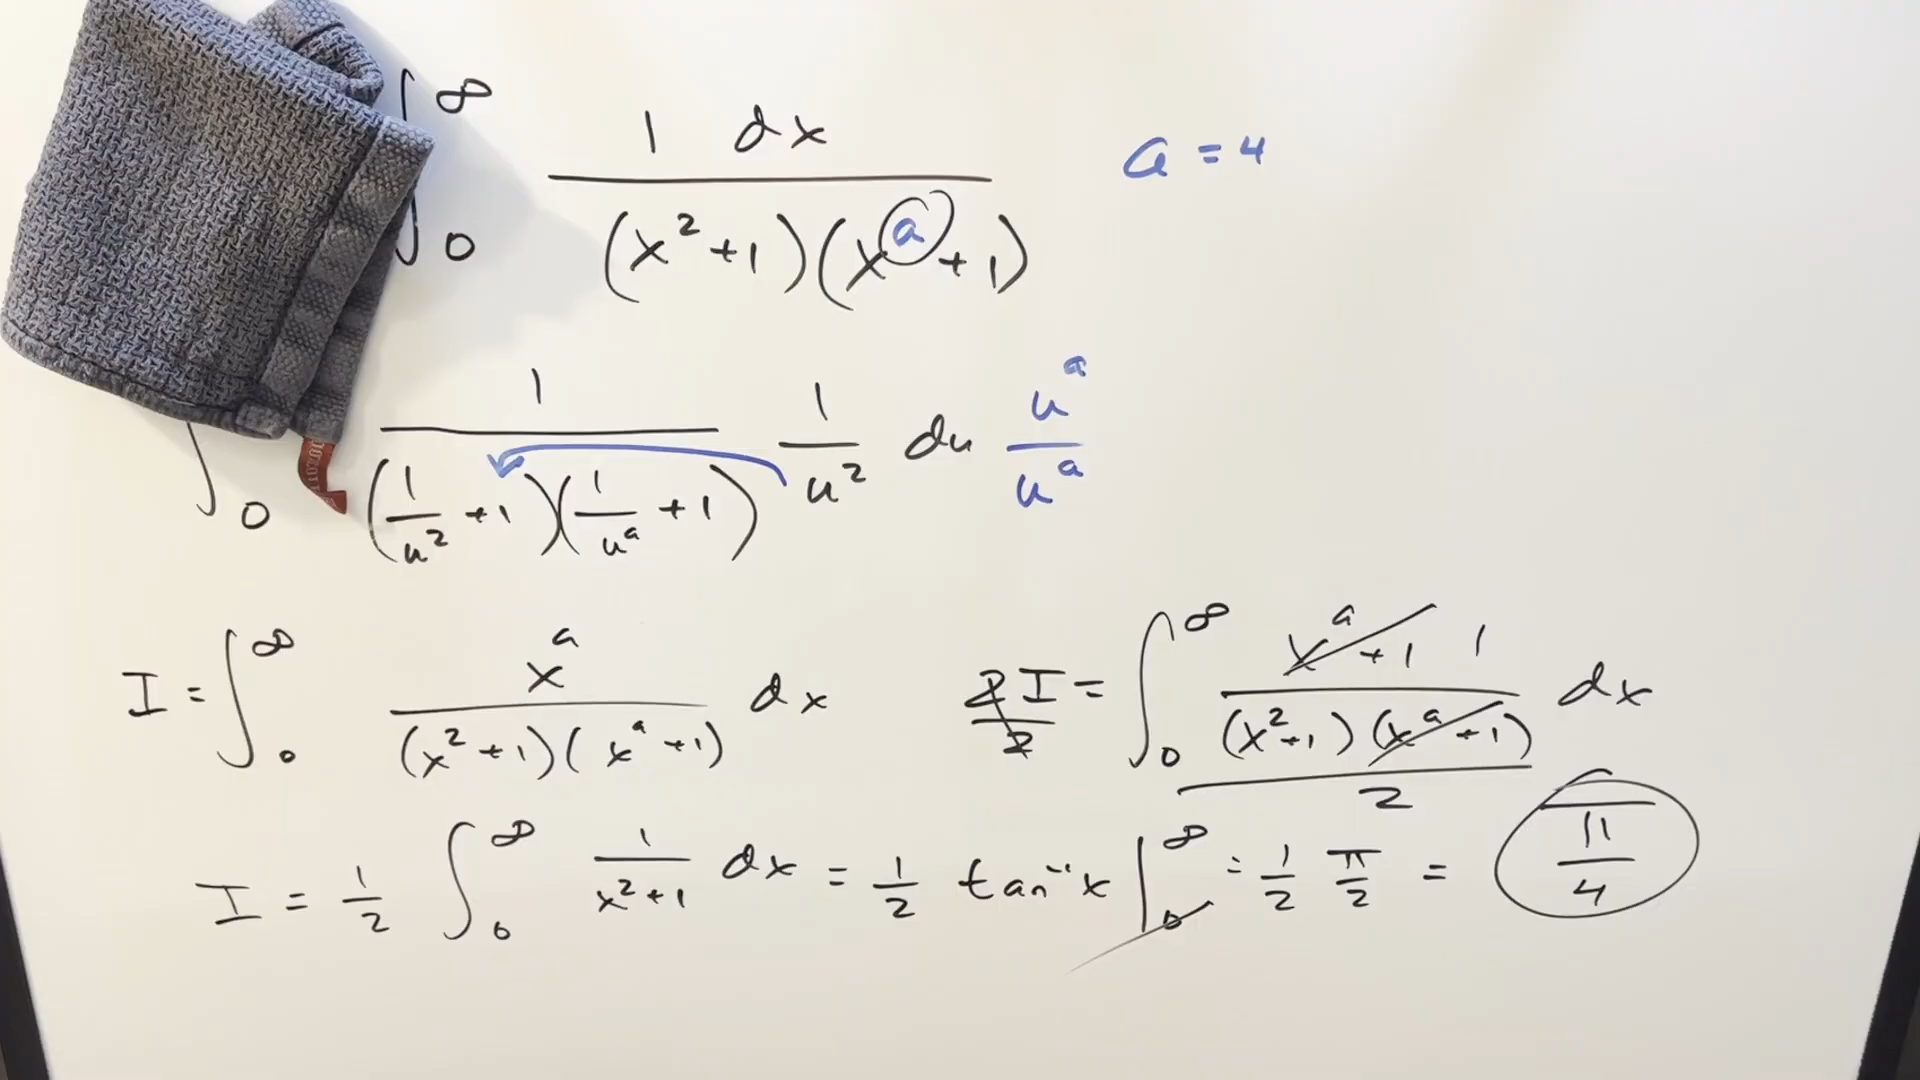 ∫₀^∞ 1 dx / ((x² + 1)(x^a + 1))    a = 4
∫₀ 1 / ((1/u² + 1)(1/u^a + 1)) 1/u² du u^a/u^a
I = ∫₀^∞ x^a / ((x² + 1)(x^a + 1)) dx    2I/2 = ∫₀^∞ (x^a + 1) 1 / ((x² + 1)(x^a + 1)) dx / 2
I = 1/2 ∫₀^∞ 1/(x² + 1) dx = 1/2 tan⁻¹ x |₀^∞ = 1/2 π/2 = π/4